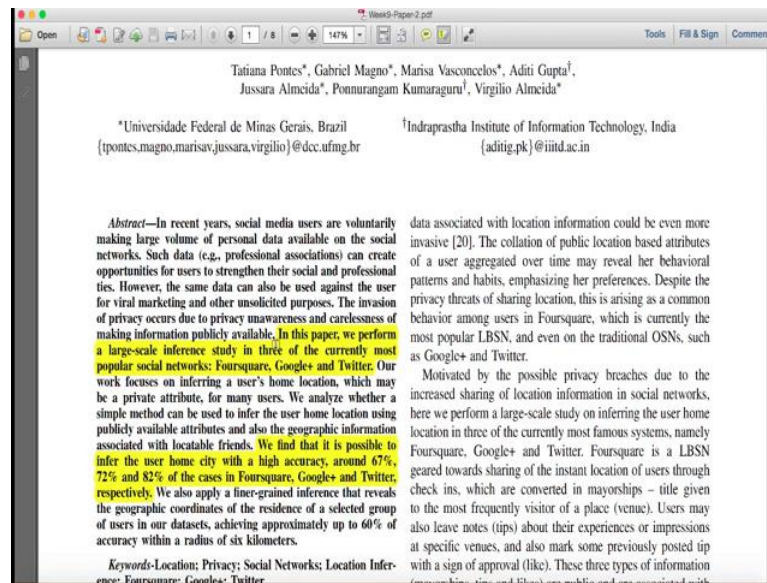 Week9-Paper-2.pdf
Open
1 / 8
147%
Tools
Fill & Sign
Commen
Tatiana Pontes*, Gabriel Magno*, Marisa Vasconcelos*, Aditi Gupta†,
Jussara Almeida*, Ponnurangam Kumaraguru†, Virgilio Almeida*
*Universidade Federal de Minas Gerais, Brazil
{tpontes,magno,marisav,jussara,virgilio}@dcc.ufmg.br
†Indraprastha Institute of Information Technology, India
{aditig,pk}@iiitd.ac.in
Abstract—In recent years, social media users are voluntarily
making large volume of personal data available on the social
networks. Such data (e.g., professional associations) can create
opportunities for users to strengthen their social and professional
ties. However, the same data can also be used against the user
for viral marketing and other unsolicited purposes. The invasion
of privacy occurs due to privacy unawareness and carelessness of
making information publicly available. In this paper, we perform
a large-scale inference study in three of the currently most
popular social networks: Foursquare, Google+ and Twitter. Our
work focuses on inferring a user's home location, which may
be a private attribute, for many users. We analyze whether a
simple method can be used to infer the user home location using
publicly available attributes and also the geographic information
associated with locatable friends. We find that it is possible to
infer the user home city with a high accuracy, around 67%,
72% and 82% of the cases in Foursquare, Google+ and Twitter,
respectively. We also apply a finer-grained inference that reveals
the geographic coordinates of the residence of a selected group
of users in our datasets, achieving approximately up to 60% of
accuracy within a radius of six kilometers.
Keywords-Location; Privacy; Social Networks; Location Infer-
ence; Foursquare; Google+; Twitter
data associated with location information could be even more
invasive [20]. The collation of public location based attributes
of a user aggregated over time may reveal her behavioral
patterns and habits, emphasizing her preferences. Despite the
privacy threats of sharing location, this is arising as a common
behavior among users in Foursquare, which is currently the
most popular LBSN, and even on the traditional OSNs, such
as Google+ and Twitter.
Motivated by the possible privacy breaches due to the
increased sharing of location information in social networks,
here we perform a large-scale study on inferring the user home
location in three of the currently most famous systems, namely
Foursquare, Google+ and Twitter. Foursquare is a LBSN
geared towards sharing of the instant location of users through
check ins, which are converted in mayorships – title given
to the most frequently visitor of a place (venue). Users may
also leave notes (tips) about their experiences or impressions
at specific venues, and also mark some previously posted tip
with a sign of approval (like). These three types of information
(mayorships, tips and likes) are public and are associated with